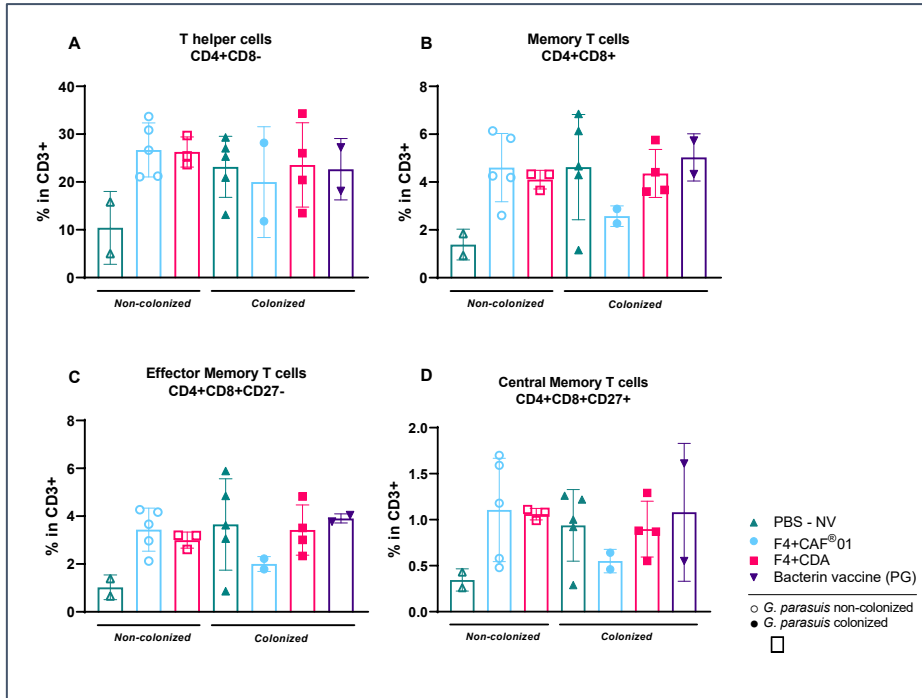 A
T helper cells
CD4+CD8-
% in CD3+
40
30
20
10
0
Non-colonized
Colonized
B
Memory T cells
CD4+CD8+
% in CD3+
8
6
4
2
0
Non-colonized
Colonized
C
Effector Memory T cells
CD4+CD8+CD27-
% in CD3+
8
6
4
2
0
Non-colonized
Colonized
D
Central Memory T cells
CD4+CD8+CD27+
% in CD3+
2.0
1.5
1.0
0.5
0.0
Non-colonized
Colonized
PBS - NV
F4+CAF®01
F4+CDA
Bacterin vaccine (PG)
G. parasuis non-colonized
G. parasuis colonized